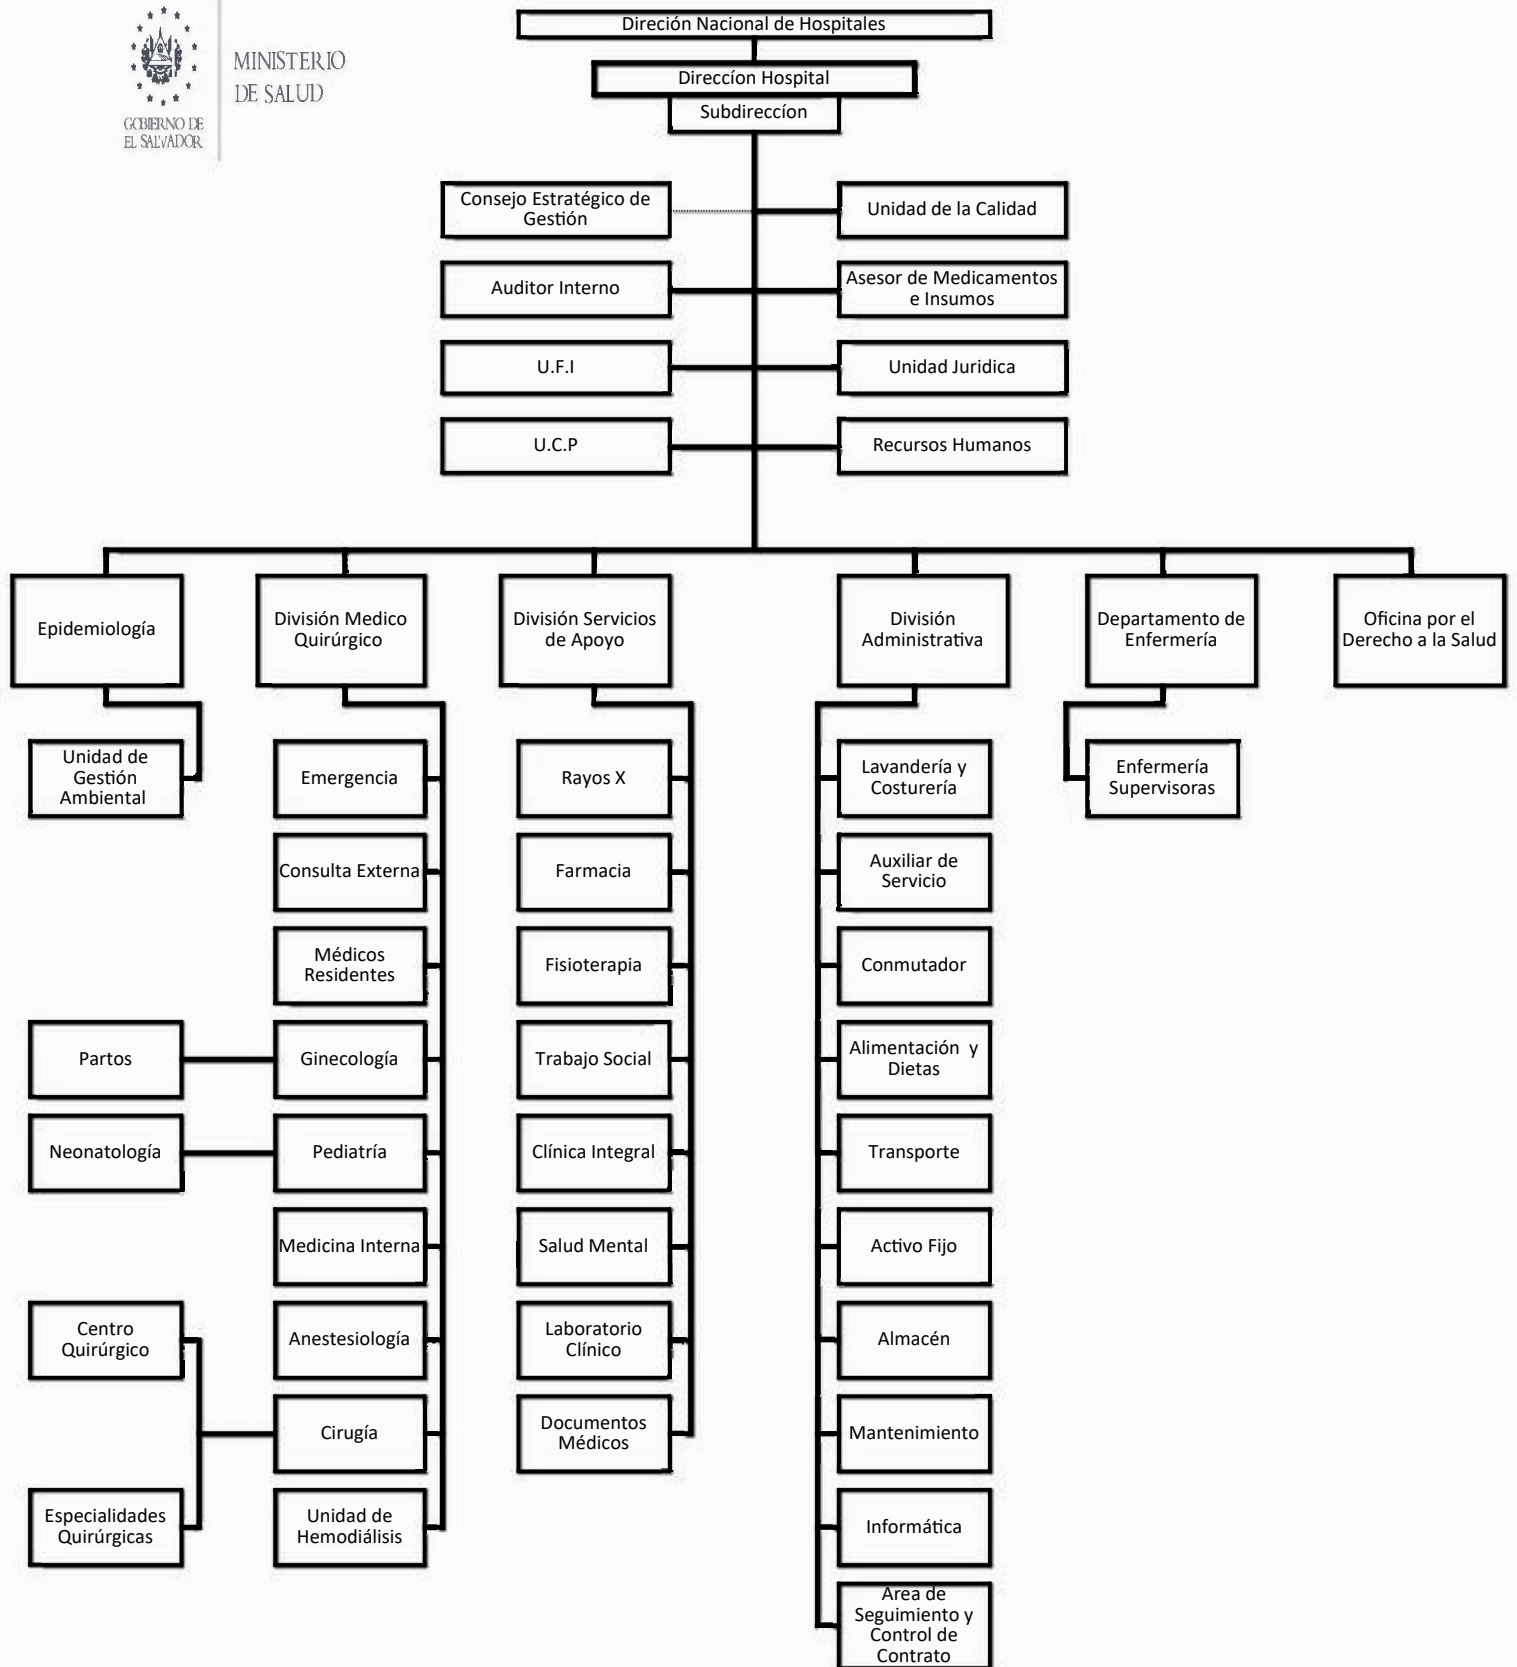 MINISTERIO
DE SALUD
GOBIERNO DE
EL SALVADOR
Direción Nacional de Hospitales
Direccíon Hospital
Subdireccíon
Consejo Estratégico de
Gestión
Unidad de la Calidad
Auditor Interno
Asesor de Medicamentos
e Insumos
U.F.I
Unidad Juridica
U.C.P
Recursos Humanos
Epidemiología
División Medico
Quirúrgico
División Servicios
de Apoyo
División
Administrativa
Departamento de
Enfermería
Oficina por el
Derecho a la Salud
Unidad de
Gestión
Ambiental
Emergencia
Rayos X
Lavandería y
Costurería
Enfermería
Supervisoras
Consulta Externa
Farmacia
Auxiliar de
Servicio
Médicos
Residentes
Fisioterapia
Conmutador
Partos
Ginecología
Trabajo Social
Alimentación  y
Dietas
Neonatología
Pediatría
Clínica Integral
Transporte
Medicina Interna
Salud Mental
Activo Fijo
Centro
Quirúrgico
Anestesiología
Laboratorio
Clínico
Almacén
Cirugía
Documentos
Médicos
Mantenimiento
Especialidades
Quirúrgicas
Unidad de
Hemodiálisis
Informática
Area de
Seguimiento y
Control de
Contrato